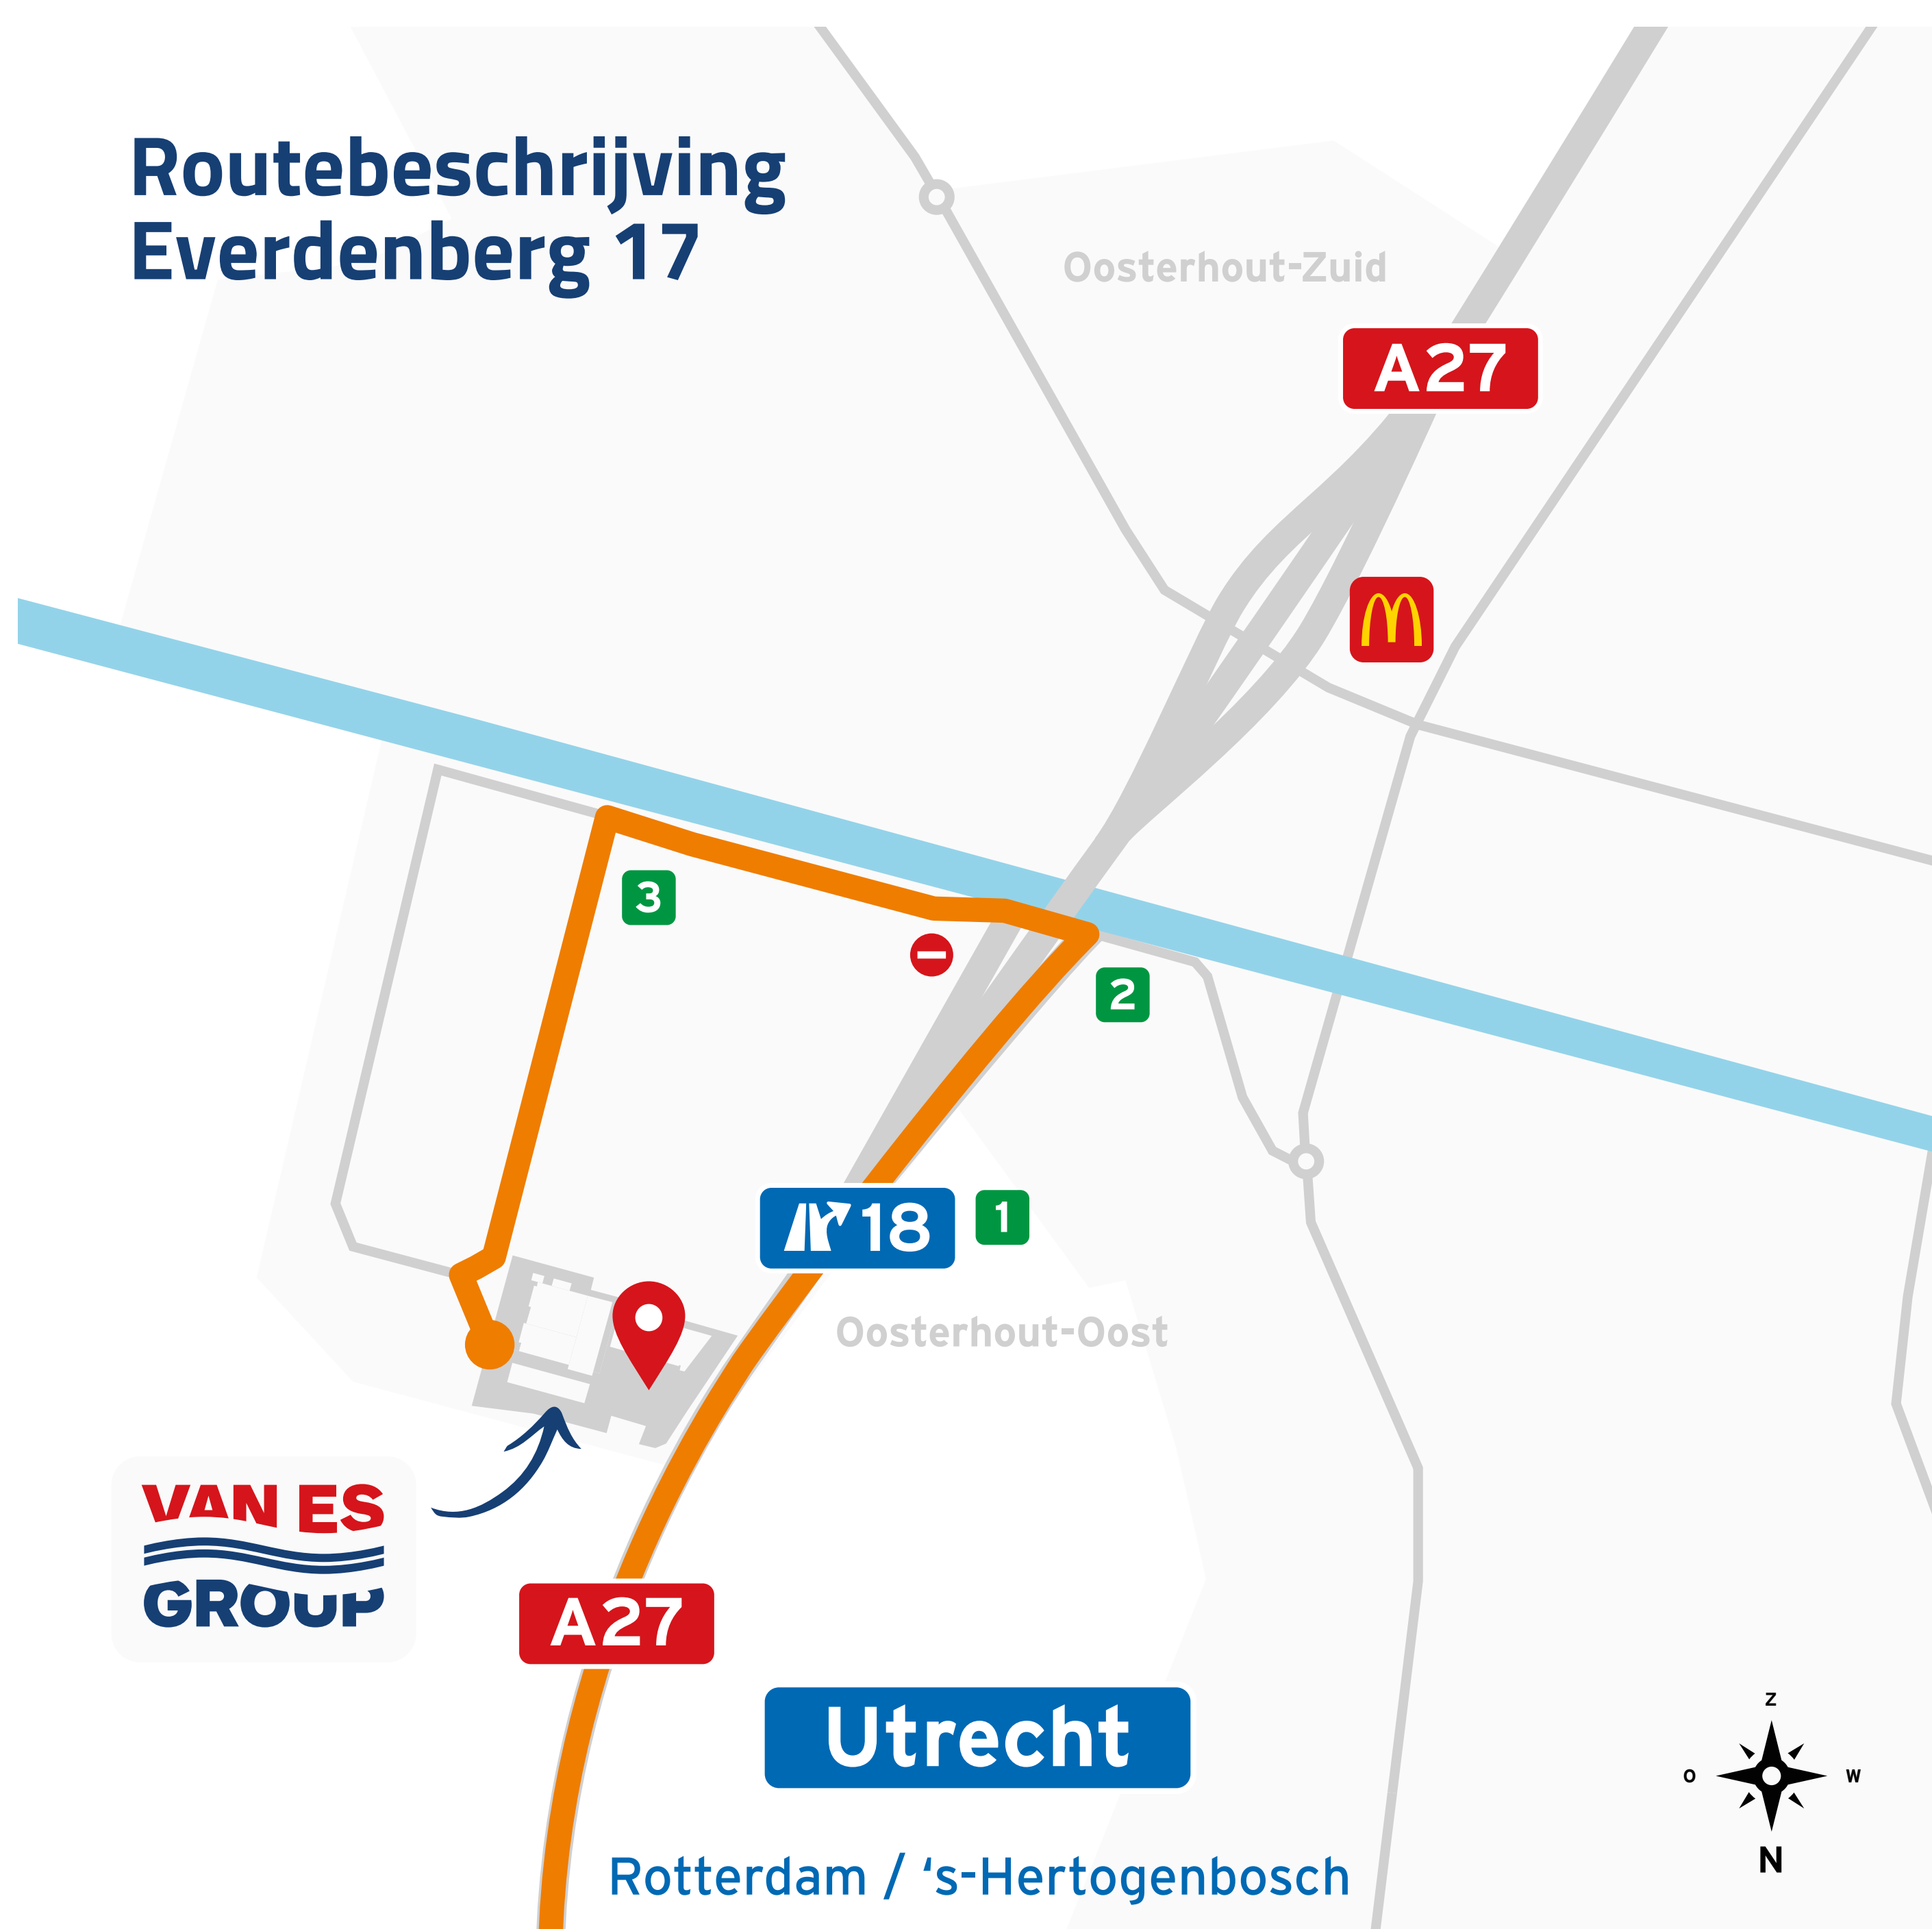 Routebeschrijving
Everdenberg 17
Oosterhout-Zuid
A27
3
2
18
1
Oosterhout-Oost
VAN ES
GROUP
A27
Utrecht
Rotterdam / 's-Hertogenbosch
Z
O
W
N